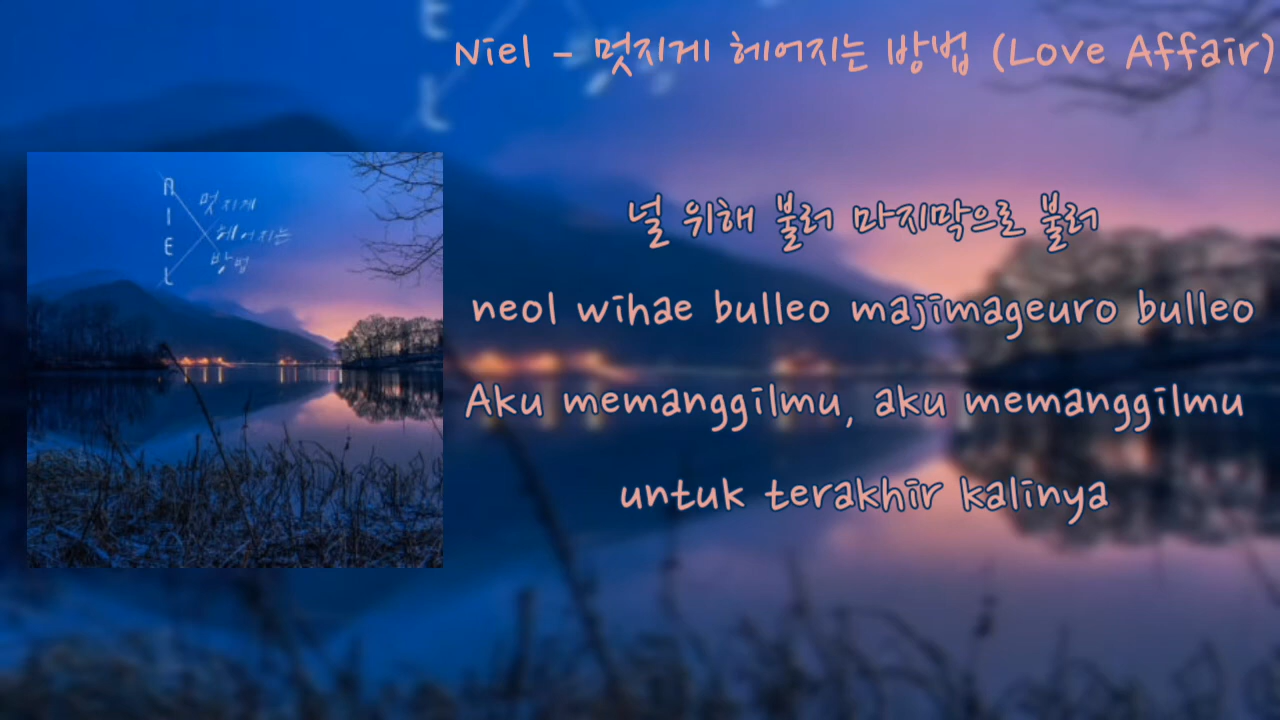 Niel - 멋지게 헤어지는 방법 (Love Affair)
NIEL
멋지게
헤어지는
방법
널 위해 불러 마지막으로 불러
neol wihae bulleo majimageuro bulleo
Aku memanggilmu, aku memanggilmu
untuk terakhir kalinya